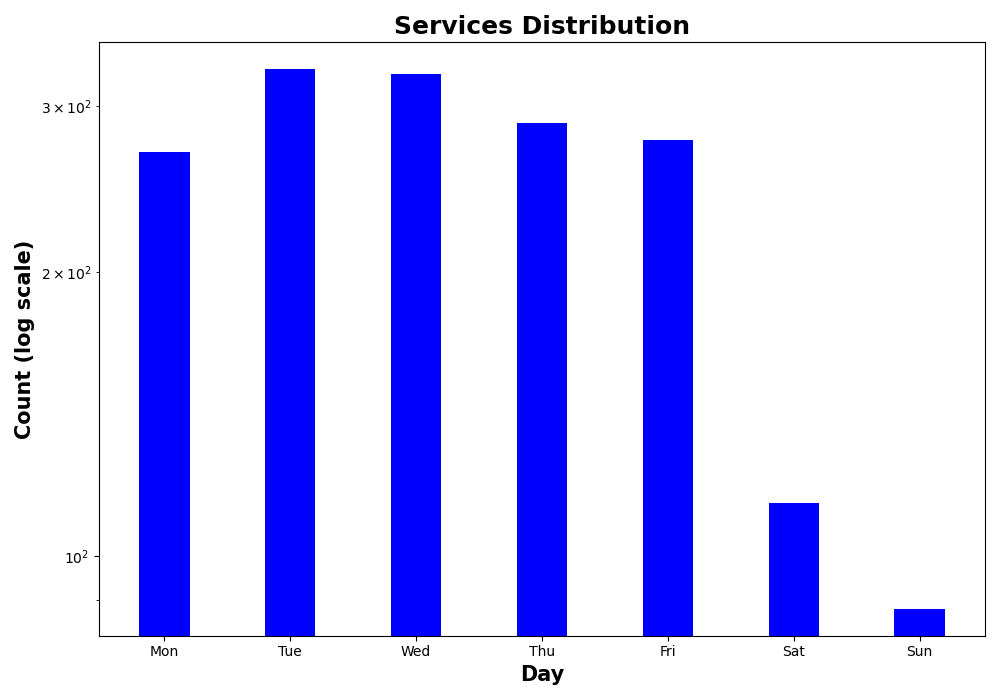 Services Distribution
Count (log scale)
3 × 10²
2 × 10²
10²
Mon Tue Wed Thu Fri Sat Sun
Day